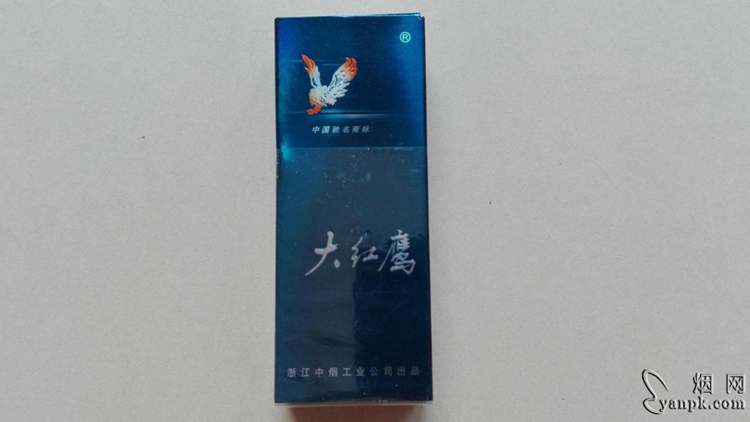 ®
中国驰名商标
大红鹰
浙江中烟工业公司出品
烟网
yanpk.com